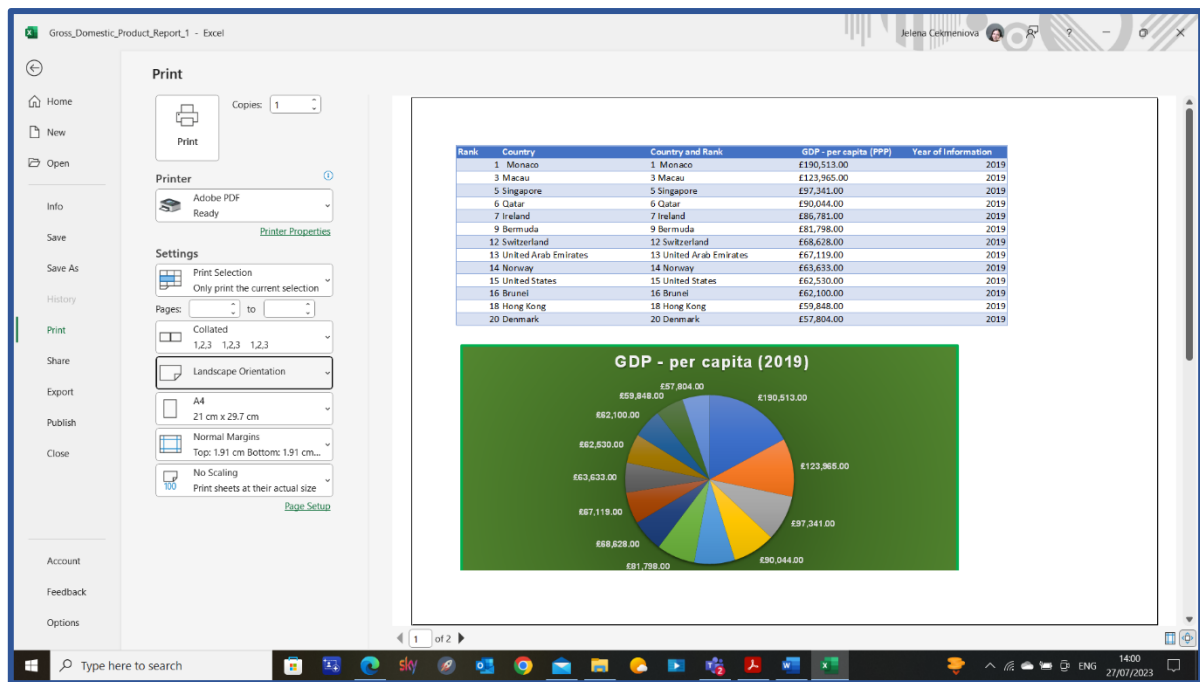 Gross_Domestic_Product_Report_1 - Excel
Jelena Cekmeniova
?
Print
Home
New
Open
Info
Save
Save As
History
Print
Share
Export
Publish
Close
Account
Feedback
Options
Print
Copies: 1
Printer
Adobe PDF
Ready
Printer Properties
Settings
Print Selection
Only print the current selection
Pages: to
Collated
1,2,3 1,2,3 1,2,3
Landscape Orientation
A4
21 cm x 29.7 cm
Normal Margins
Top: 1.91 cm Bottom: 1.91 cm...
No Scaling
100
Print sheets at their actual size
Page Setup
Rank Country Country and Rank GDP - per capita (PPP) Year of Information
1 Monaco 1 Monaco £190,513.00 2019
3 Macau 3 Macau £123,965.00 2019
5 Singapore 5 Singapore £97,341.00 2019
6 Qatar 6 Qatar £90,044.00 2019
7 Ireland 7 Ireland £86,781.00 2019
9 Bermuda 9 Bermuda £81,798.00 2019
12 Switzerland 12 Switzerland £68,628.00 2019
13 United Arab Emirates 13 United Arab Emirates £67,119.00 2019
14 Norway 14 Norway £63,633.00 2019
15 United States 15 United States £62,530.00 2019
16 Brunei 16 Brunei £62,100.00 2019
18 Hong Kong 18 Hong Kong £59,848.00 2019
20 Denmark 20 Denmark £57,804.00 2019
GDP - per capita (2019)
£57,804.00
£59,848.00
£190,513.00
£62,100.00
£62,530.00
£123,965.00
£63,633.00
£67,119.00
£97,341.00
£68,628.00
£90,044.00
£81,798.00
1 of 2
Type here to search
sky
ENG
14:00
27/07/2023